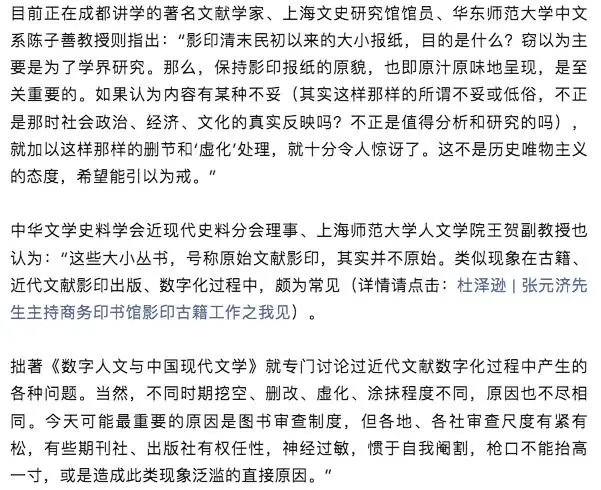 目前正在成都讲学的著名文献学家、上海文史研究馆馆员、华东师范大学中文
系陈子善教授则指出：“影印清末民初以来的大小报纸，目的是什么？窃以为主
要是为了学界研究。那么，保持影印报纸的原貌，也即原汁原味地呈现，是至
关重要的。如果认为内容有某种不妥（其实这样那样的所谓不妥或低俗，不正
是那时社会政治、经济、文化的真实反映吗？不正是值得分析和研究的吗），
就加以这样那样的删节和‘虚化’处理，就十分令人惊讶了。这不是历史唯物主义
的态度，希望能引以为戒。”
中华文学史料学会近现代史料分会理事、上海师范大学人文学院王贺副教授也
认为：“这些大小丛书，号称原始文献影印，其实并不原始。类似现象在古籍、
近代文献影印出版、数字化过程中，颇为常见（详情请点击：杜泽逊 | 张元济先
生主持商务印书馆影印古籍工作之我见）。
拙著《数字人文与中国现代文学》就专门讨论过近代文献数字化过程中产生的
各种问题。当然，不同时期挖空、删改、虚化、涂抹程度不同，原因也不尽相
同。今天可能最重要的原因是图书审查制度，但各地、各社审查尺度有紧有
松，有些期刊社、出版社有权任性，神经过敏，惯于自我阉割，枪口不能抬高
一寸，或是造成此类现象泛滥的直接原因。”